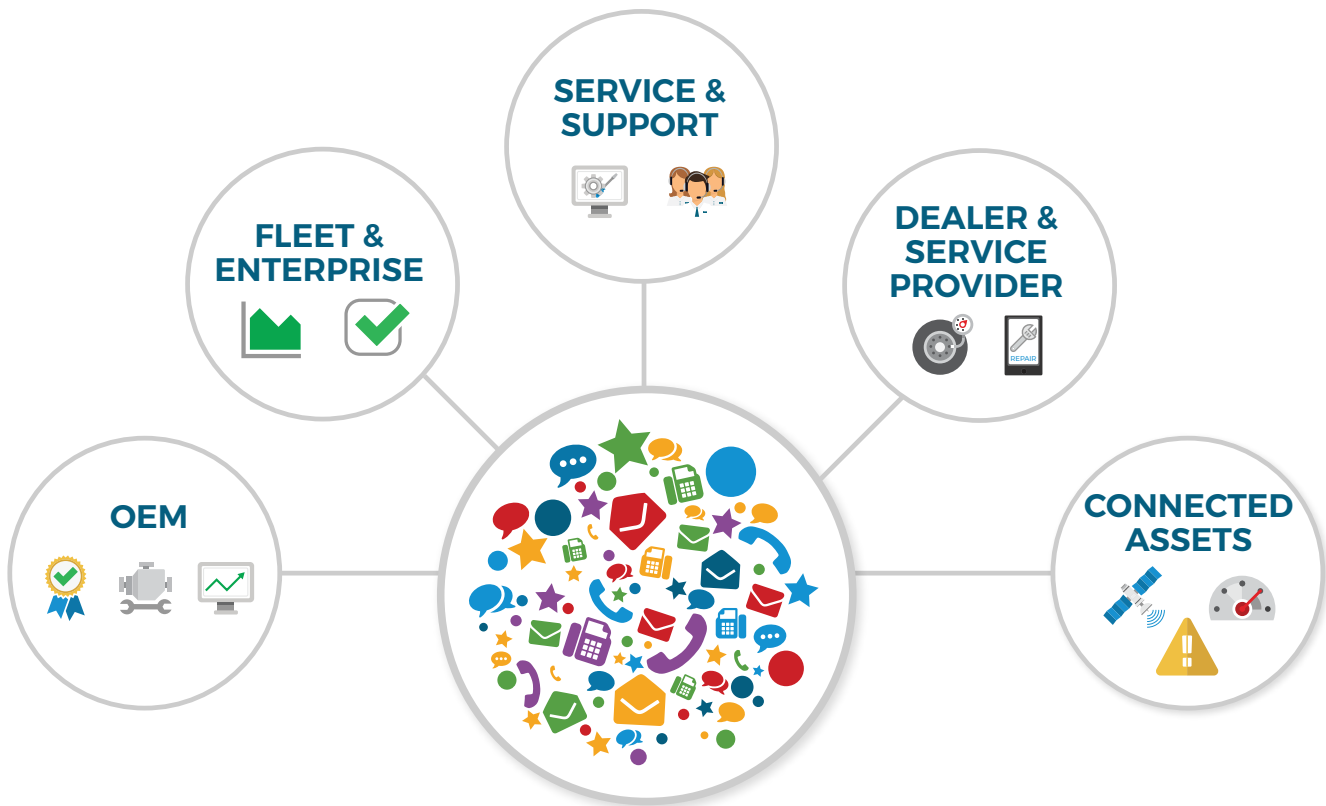 SERVICE &
SUPPORT
FLEET &
ENTERPRISE
DEALER &
SERVICE
PROVIDER
REPAIR
OEM
CONNECTED
ASSETS